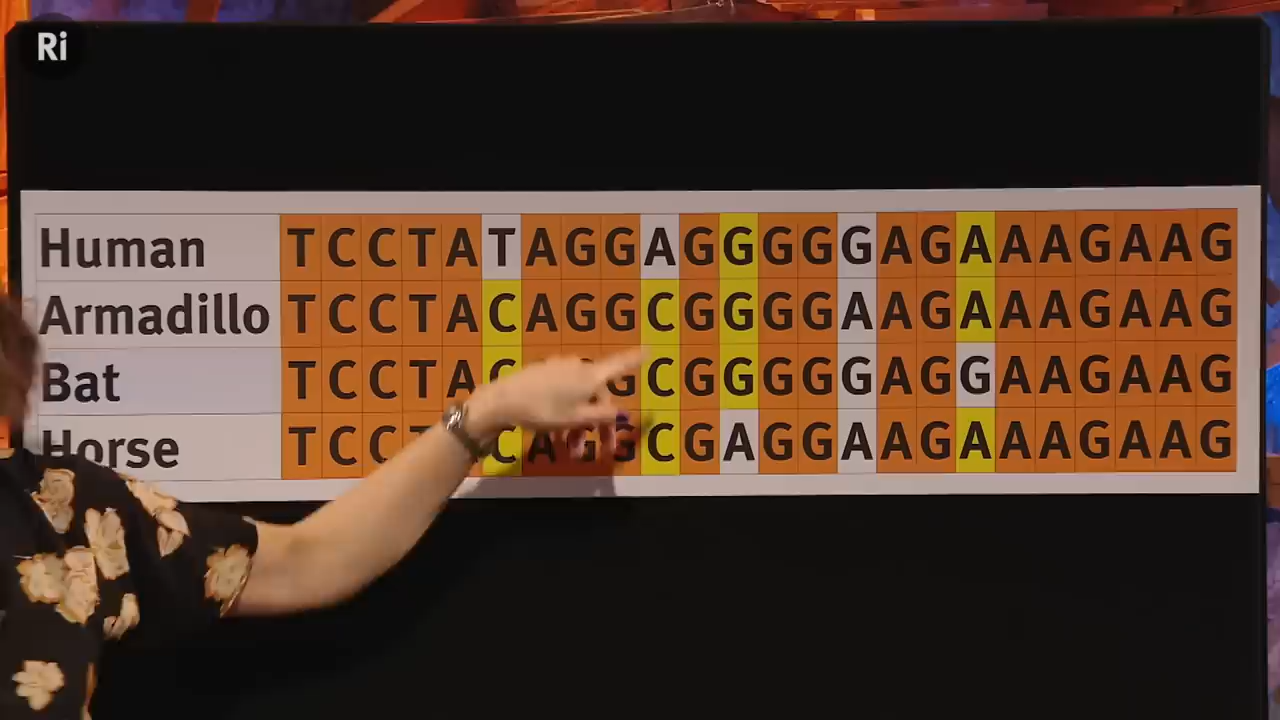 Ri
Human T C C T A T A G G A G G G G G A G A A A G A A G
Armadillo T C C T A C A G G C G G G G A A G A A A G A A G
Bat T C C T A C G C G G G G G A G G A A G A A G
Horse T C C C A G G C G A G G A A G A A A G A A G